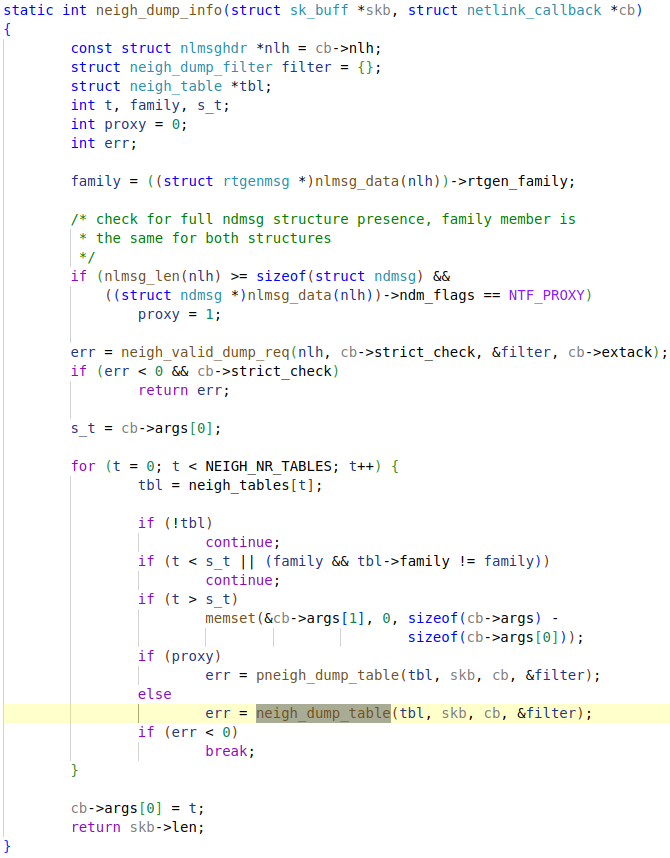 static int neigh_dump_info(struct sk_buff *skb, struct netlink_callback *cb)
{
        const struct nlmsghdr *nlh = cb->nlh;
        struct neigh_dump_filter filter = {};
        struct neigh_table *tbl;
        int t, family, s_t;
        int proxy = 0;
        int err;

        family = ((struct rtgenmsg *)nlmsg_data(nlh))->rtgen_family;

        /* check for full ndmsg structure presence, family member is
         * the same for both structures
         */
        if (nlmsg_len(nlh) >= sizeof(struct ndmsg) &&
            ((struct ndmsg *)nlmsg_data(nlh))->ndm_flags == NTF_PROXY)
                proxy = 1;

        err = neigh_valid_dump_req(nlh, cb->strict_check, &filter, cb->extack);
        if (err < 0 && cb->strict_check)
                return err;

        s_t = cb->args[0];

        for (t = 0; t < NEIGH_NR_TABLES; t++) {
                tbl = neigh_tables[t];

                if (!tbl)
                        continue;
                if (t < s_t || (family && tbl->family != family))
                        continue;
                if (t > s_t)
                        memset(&cb->args[1], 0, sizeof(cb->args) -
                                                sizeof(cb->args[0]));
                if (proxy)
                        err = pneigh_dump_table(tbl, skb, cb, &filter);
                else
                        err = neigh_dump_table(tbl, skb, cb, &filter);
                if (err < 0)
                        break;
        }

        cb->args[0] = t;
        return skb->len;
}